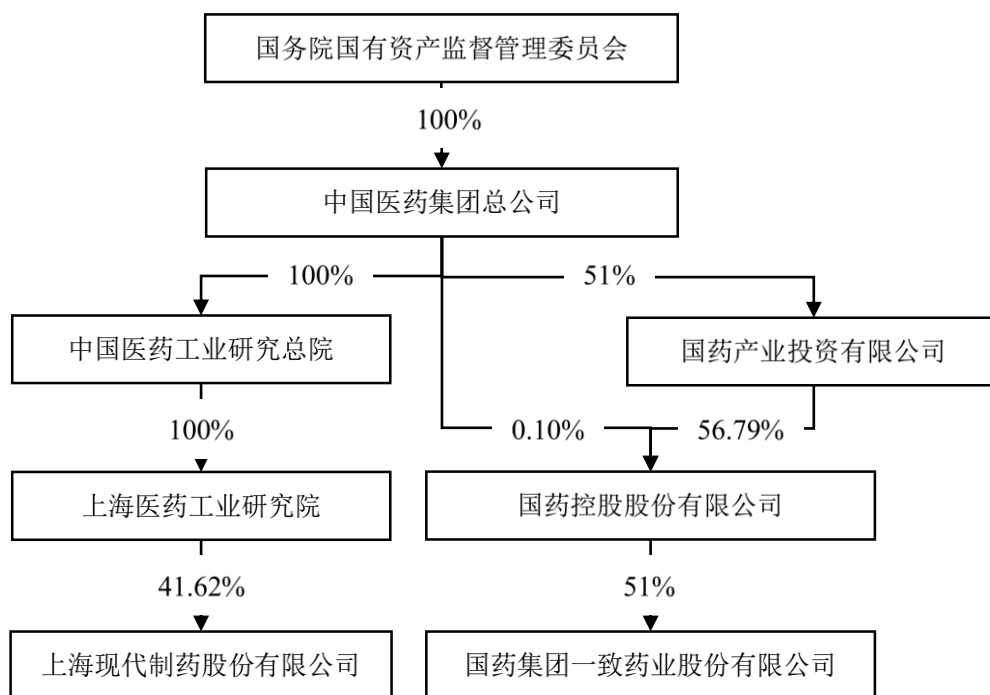 国务院国有资产监督管理委员会
100%
中国医药集团总公司
100%
51%
中国医药工业研究总院
国药产业投资有限公司
100%
0.10%
56.79%
上海医药工业研究院
国药控股股份有限公司
41.62%
51%
上海现代制药股份有限公司
国药集团一致药业股份有限公司